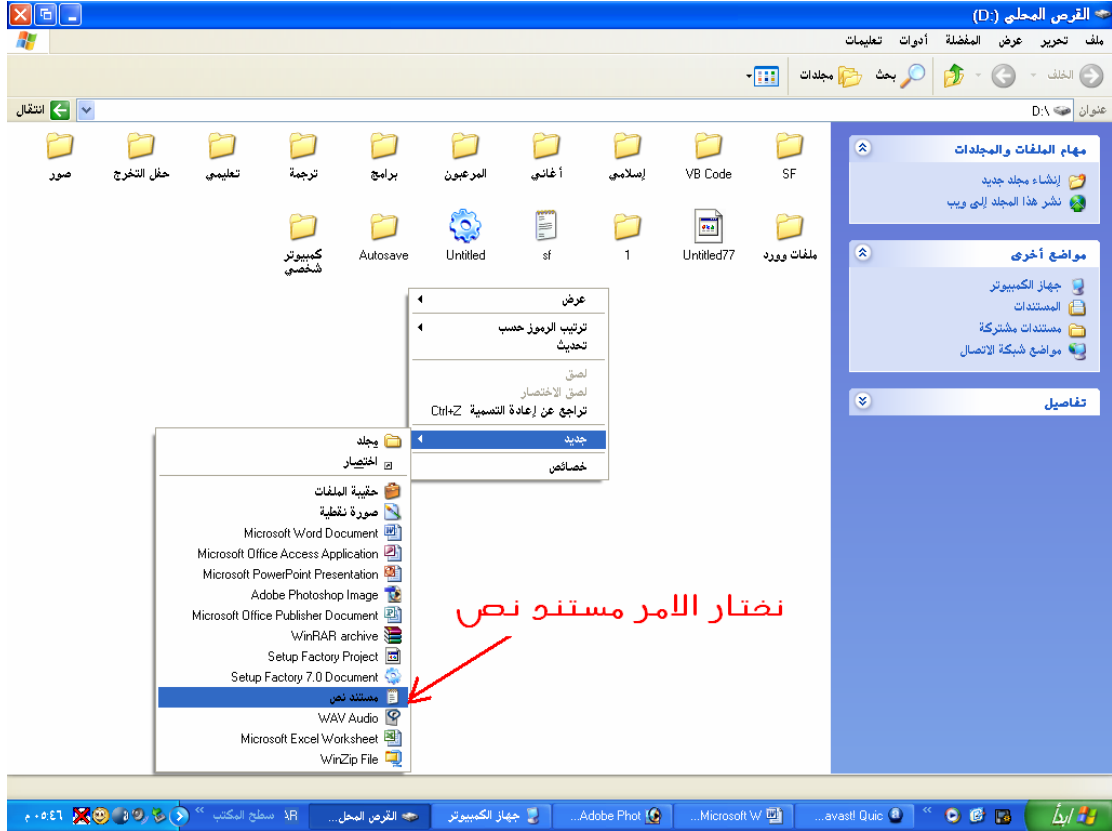 القرص المحلي (D:)
ملف تحرير عرض المفضلة أدوات تعليمات
الخلف بحث مجلدات
عنوان D:\ انتقال
مهام الملفات والمجلدات
إنشاء مجلد جديد
نشر هذا المجلد إلى ويب
مواضع أخرى
جهاز الكمبيوتر
المستندات
مستندات مشتركة
مواضع شبكة الاتصال
تفاصيل
SF VB Code إسلامي أغاني المرعبون برامج ترجمة تعليمي حفل التخرج صور
ملفات وورد Untitled77 1 sf Untitled Autosave كمبيوتر
شخصي
عرض
ترتيب الرموز حسب
تحديث
لصق
لصق الاختصار
تراجع عن إعادة التسمية Ctrl+Z
جديد
خصائص
مجلد
اختصار
حقيبة الملفات
صورة نقطية
Microsoft Word Document
Microsoft Office Access Application
Microsoft PowerPoint Presentation
Adobe Photoshop Image
Microsoft Office Publisher Document
WinRAR archive
Setup Factory Project
Setup Factory 7.0 Document
مستند نص
WAV Audio
Microsoft Excel Worksheet
WinZip File
نختار الامر مستند نص
ابدأ avast! Quic... Microsoft W... Adobe Phot... جهاز الكمبيوتر القرص المحل... سطح المكتب ٠٥:٤٦ م